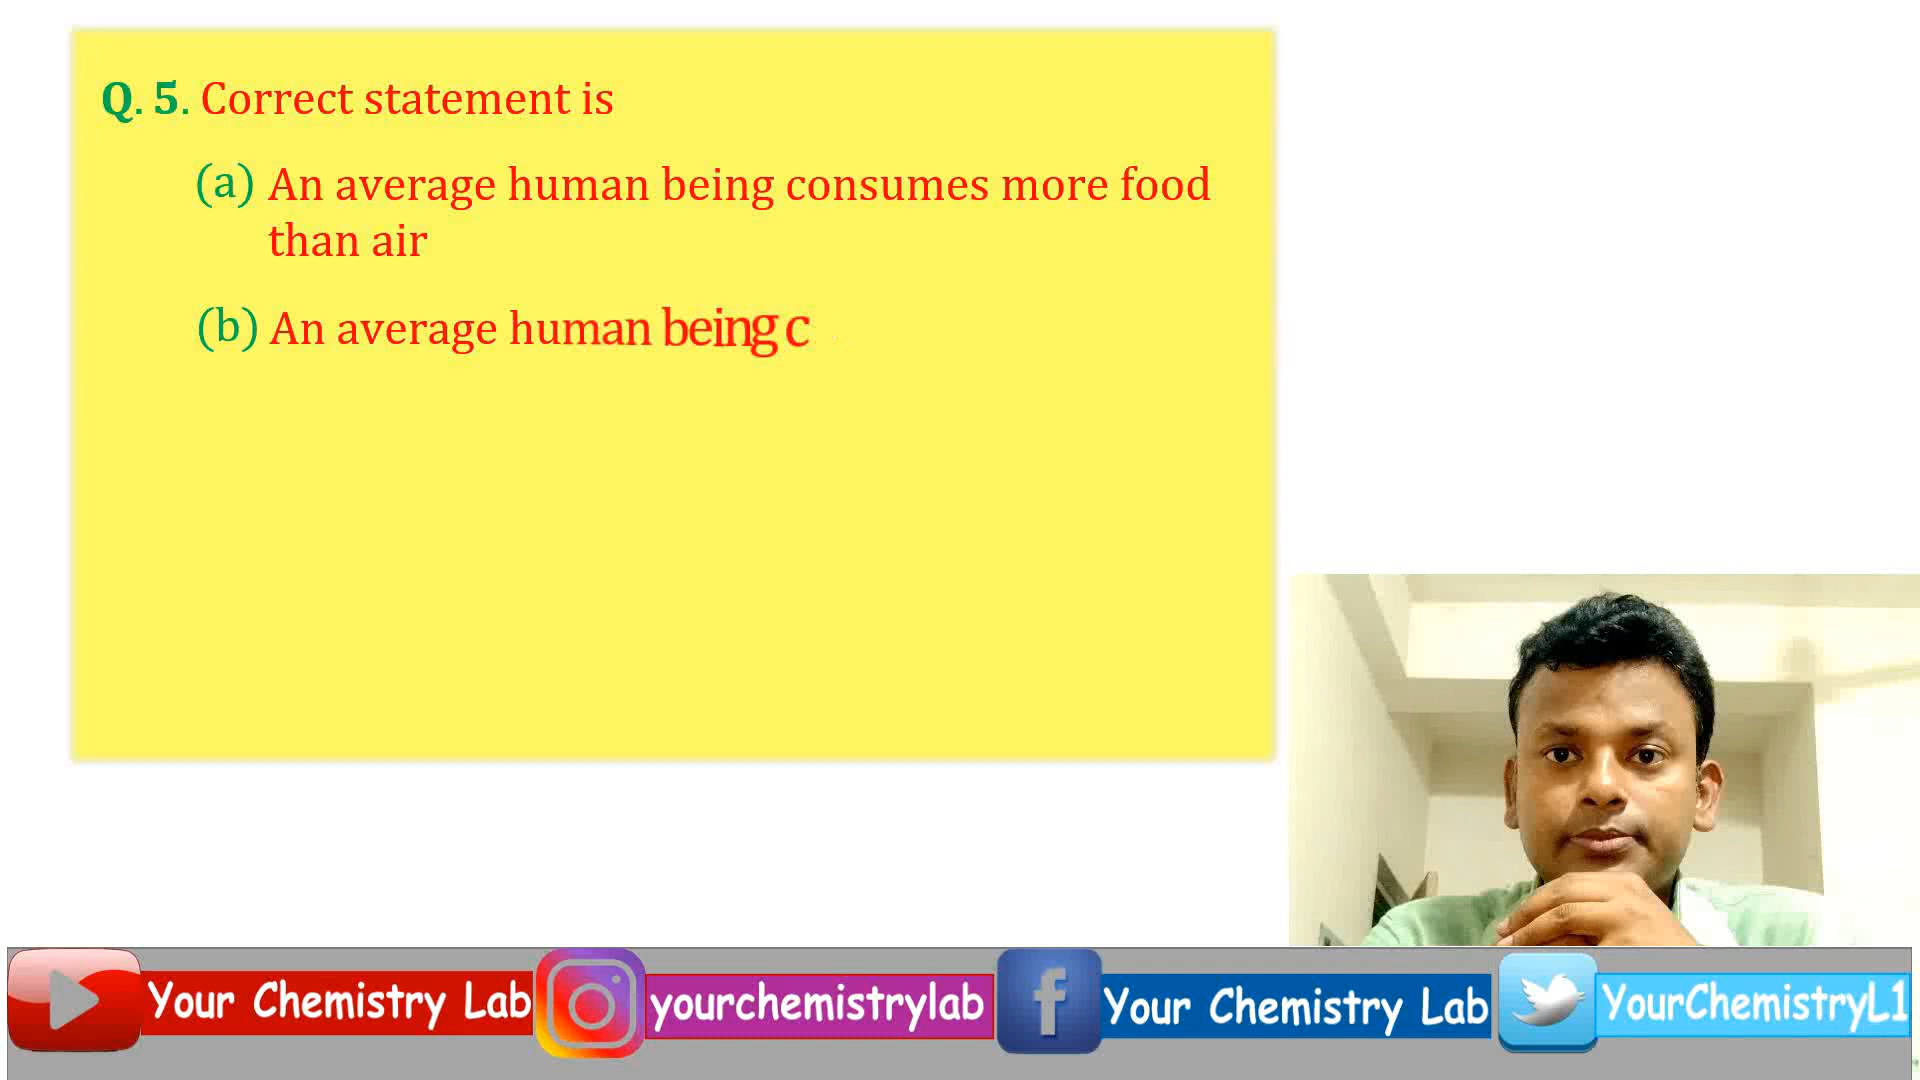 Q. 5. Correct statement is
(a) An average human being consumes more food
than air
(b) An average human being c
Your Chemistry Lab
yourchemistrylab
Your Chemistry Lab
YourChemistryL1